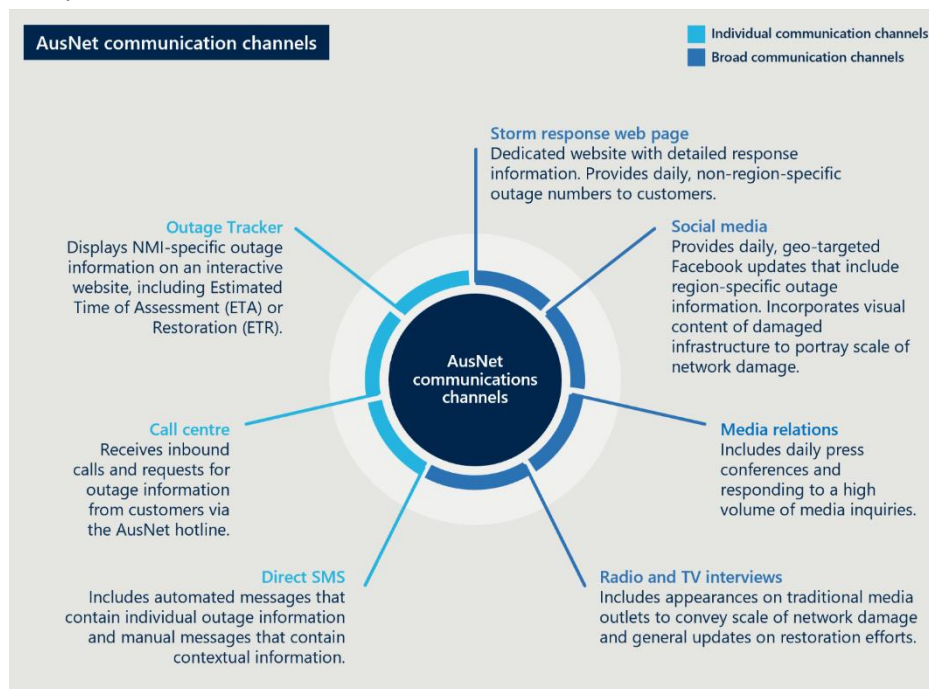 AusNet communication channels
Individual communication channels
Broad communication channels
Storm response web page
Dedicated website with detailed response
information. Provides daily, non-region-specific
outage numbers to customers.
Outage Tracker
Displays NMI-specific outage
information on an interactive
website, including Estimated
Time of Assessment (ETA) or
Restoration (ETR).
Social media
Provides daily, geo-targeted
Facebook updates that include
region-specific outage
information. Incorporates visual
content of damaged
infrastructure to portray scale of
network damage.
AusNet
communications
channels
Call centre
Receives inbound
calls and requests for
outage information
from customers via
the AusNet hotline.
Media relations
Includes daily press
conferences and
responding to a high
volume of media inquiries.
Direct SMS
Includes automated messages that
contain individual outage information
and manual messages that contain
contextual information.
Radio and TV interviews
Includes appearances on traditional media
outlets to convey scale of network damage
and general updates on restoration efforts.